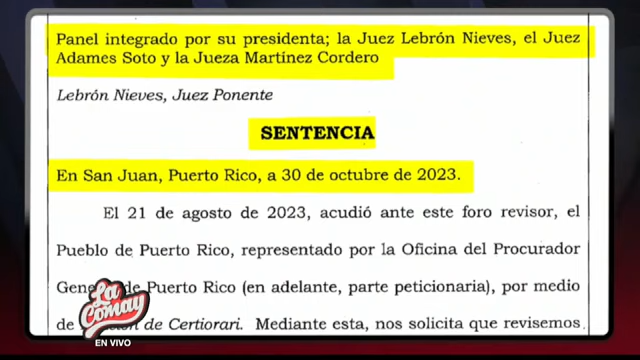 Panel integrado por su presidenta; la Juez Lebrón Nieves, el Juez
Adames Soto y la Jueza Martínez Cordero
Lebrón Nieves, Juez Ponente
SENTENCIA
En San Juan, Puerto Rico, a 30 de octubre de 2023.
El 21 de agosto de 2023, acudió ante este foro revisor, el
Pueblo de Puerto Rico, representado por la Oficina del Procurador
de Puerto Rico (en adelante, parte peticionaria), por medio
de de Certiorari. Mediante esta, nos solicita que revisemos
La Comay
EN VIVO